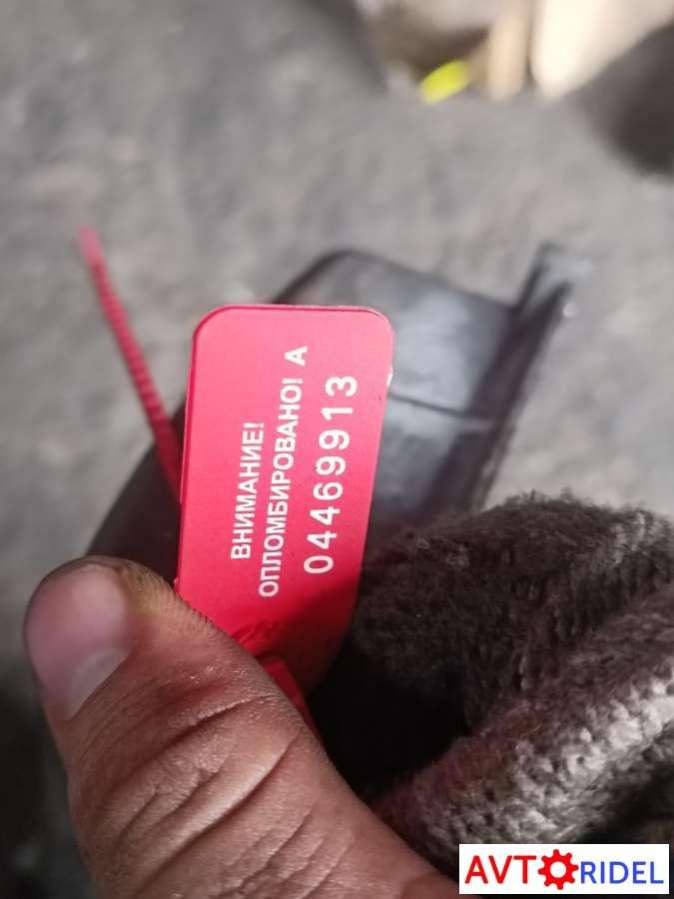 ВНИМАНИЕ!
ОПЛОМБИРОВАНО! А
04469913
AVTORIDEL